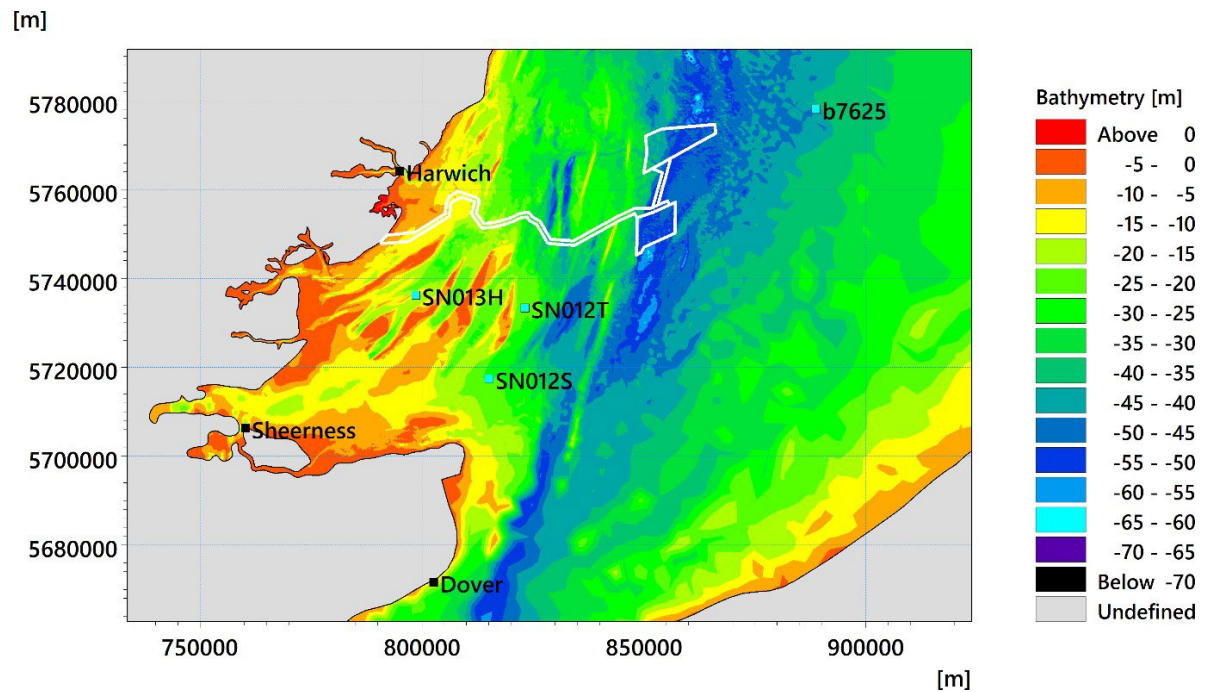 [m]
5780000
5760000
5740000
5720000
5700000
5680000
750000 800000 850000 900000
[m]
b7625
Harwich
SN013H
SN012T
SN012S
Sheerness
Dover
Bathymetry [m]
Above 0
-5 - 0
-10 - -5
-15 - -10
-20 - -15
-25 - -20
-30 - -25
-35 - -30
-40 - -35
-45 - -40
-50 - -45
-55 - -50
-60 - -55
-65 - -60
-70 - -65
Below -70
Undefined